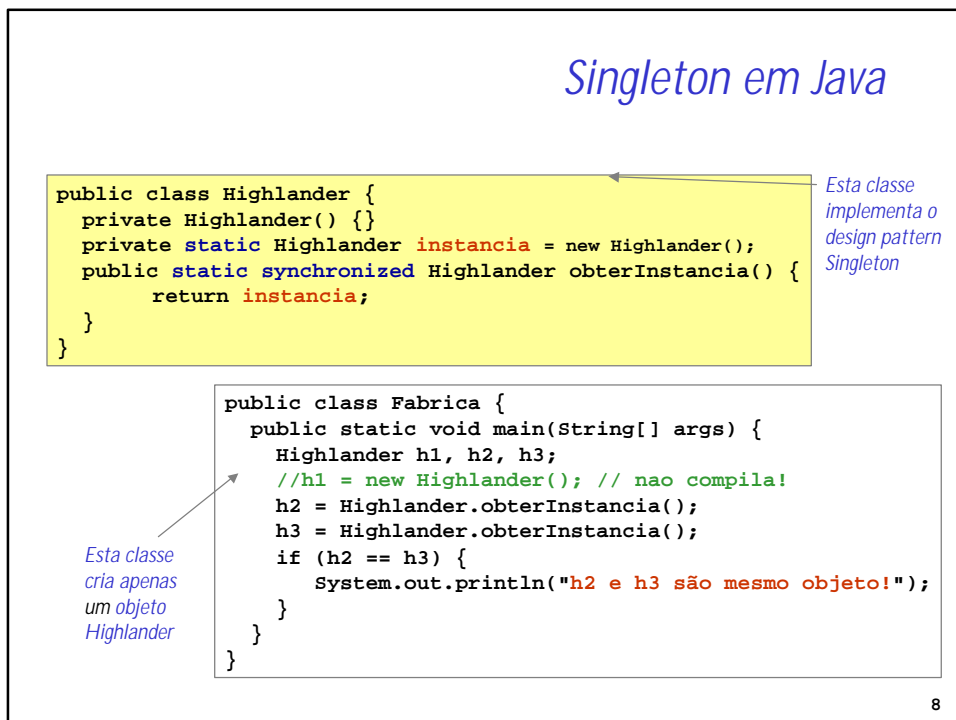 Singleton em Java
public class Highlander {
private Highlander() {}
private static Highlander instancia = new Highlander();
public static synchronized Highlander obterInstancia() {
return instancia;
}
}
Esta classe
implementa o
design pattern
Singleton
public class Fabrica {
public static void main(String[] args) {
Highlander h1, h2, h3;
//h1 = new Highlander(); // nao compila!
h2 = Highlander.obterInstancia();
h3 = Highlander.obterInstancia();
if (h2 == h3) {
System.out.println("h2 e h3 são mesmo objeto!");
}
}
}
Esta classe
cria apenas
um objeto
Highlander
8